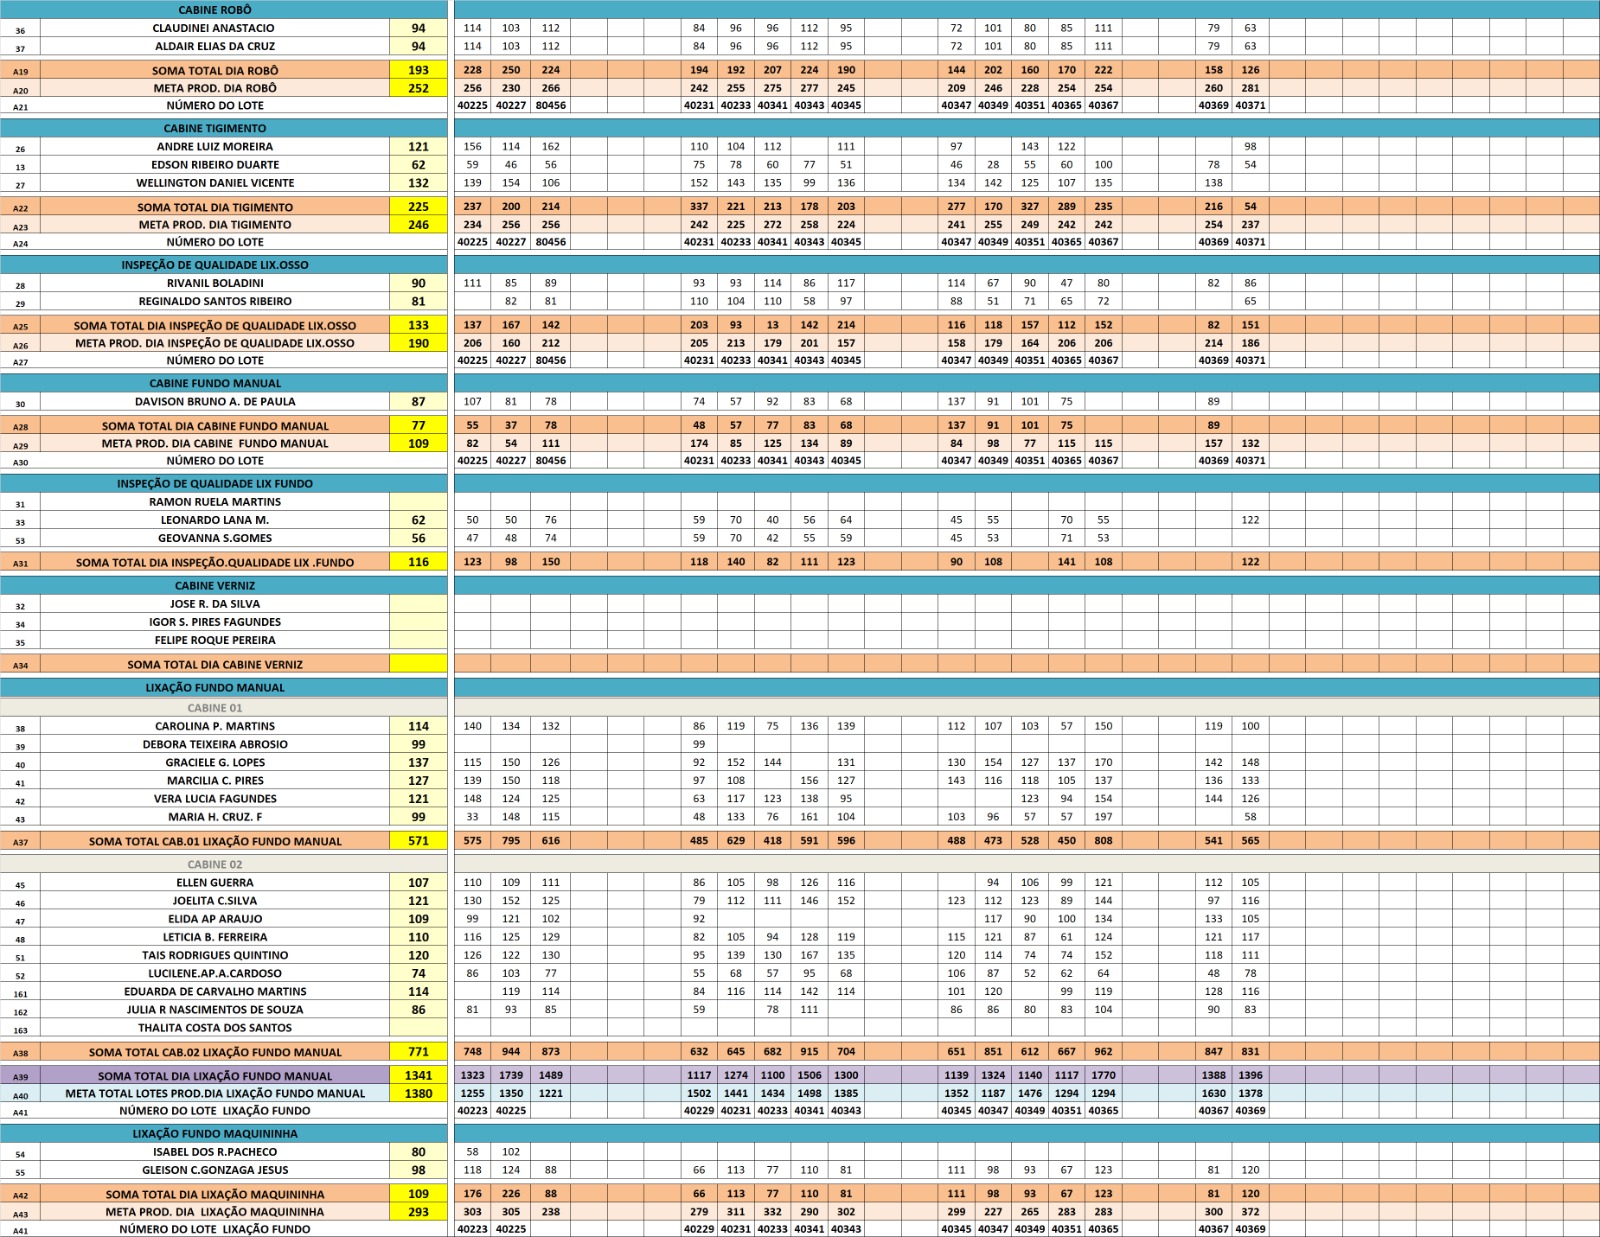 CABINE ROBÔ
36 CLAUDINEI ANASTACIO 94 114 103 112 84 96 96 112 95 72 101 80 85 111 79 63
37 ALDAIR ELIAS DA CRUZ 94 114 103 112 84 96 96 112 95 72 101 80 85 111 79 63
A19 SOMA TOTAL DIA ROBÔ 193 228 250 224 194 192 207 224 190 144 202 160 170 222 158 126
A20 META PROD. DIA ROBÔ 252 256 230 266 242 255 275 277 245 209 246 228 254 254 260 281
A21 NÚMERO DO LOTE 40225 40227 80456 40231 40233 40341 40343 40345 40347 40349 40351 40365 40367 40369 40371
CABINE TIGIMENTO
26 ANDRE LUIZ MOREIRA 121 156 114 162 110 104 112 111 97 143 122 98
13 EDSON RIBEIRO DUARTE 62 59 46 56 75 78 60 77 51 46 28 55 60 100 78 54
27 WELLINGTON DANIEL VICENTE 132 139 154 106 152 143 135 99 136 134 142 125 107 135 138
A22 SOMA TOTAL DIA TIGIMENTO 225 237 200 214 337 221 213 178 203 277 170 327 289 235 216 54
A23 META PROD. DIA TIGIMENTO 246 234 256 256 242 225 272 258 224 241 255 249 242 242 254 237
A24 NÚMERO DO LOTE 40225 40227 80456 40231 40233 40341 40343 40345 40347 40349 40351 40365 40367 40369 40371
INSPEÇÃO DE QUALIDADE LIX.OSSO
28 RIVANIL BOLADINI 90 111 85 89 93 93 114 86 117 114 67 90 47 80 82 86
29 REGINALDO SANTOS RIBEIRO 81 82 81 110 104 110 58 97 88 51 71 65 72 65
A25 SOMA TOTAL DIA INSPEÇÃO DE QUALIDADE LIX.OSSO 133 137 167 142 203 93 13 142 214 116 118 157 112 152 82 151
A26 META PROD. DIA INSPEÇÃO DE QUALIDADE LIX.OSSO 190 206 160 212 205 213 179 201 157 158 179 164 206 206 214 186
A27 NÚMERO DO LOTE 40225 40227 80456 40231 40233 40341 40343 40345 40347 40349 40351 40365 40367 40369 40371
CABINE FUNDO MANUAL
30 DAVISON BRUNO A. DE PAULA 87 107 81 78 74 57 92 83 68 137 91 101 75 89
A28 SOMA TOTAL DIA CABINE FUNDO MANUAL 77 55 37 78 48 57 77 83 68 137 91 101 75 89
A29 META PROD. DIA CABINE FUNDO MANUAL 109 82 54 111 174 85 125 134 89 84 98 77 115 115 157 132
A30 NÚMERO DO LOTE 40225 40227 80456 40231 40233 40341 40343 40345 40347 40349 40351 40365 40367 40369 40371
INSPEÇÃO DE QUALIDADE LIX FUNDO
31 RAMON RUELA MARTINS
33 LEONARDO LANA M. 62 50 50 76 59 70 40 56 64 45 55 70 55 122
53 GEOVANNA S.GOMES 56 47 48 74 59 70 42 55 59 45 53 71 53
A31 SOMA TOTAL DIA INSPEÇÃO.QUALIDADE LIX .FUNDO 116 123 98 150 118 140 82 111 123 90 108 141 108 122
CABINE VERNIZ
32 JOSE R. DA SILVA
34 IGOR S. PIRES FAGUNDES
35 FELIPE ROQUE PEREIRA
A34 SOMA TOTAL DIA CABINE VERNIZ
LIXAÇÃO FUNDO MANUAL
CABINE 01
38 CAROLINA P. MARTINS 114 140 134 132 86 119 75 136 139 112 107 103 57 150 119 100
39 DEBORA TEIXEIRA ABROSIO 99 99
40 GRACIELE G. LOPES 137 115 150 126 92 152 144 131 130 154 127 137 170 142 148
41 MARCILIA C. PIRES 127 139 150 118 97 108 156 127 143 116 118 105 137 136 133
42 VERA LUCIA FAGUNDES 121 148 124 125 63 117 123 138 95 123 94 154 144 126
43 MARIA H. CRUZ. F 99 33 148 115 48 133 76 161 104 103 96 57 57 197 58
A37 SOMA TOTAL CAB.01 LIXAÇÃO FUNDO MANUAL 571 575 795 616 485 629 418 591 596 488 473 528 450 808 541 565
CABINE 02
45 ELLEN GUERRA 107 110 109 111 86 105 98 126 116 94 106 99 121 112 105
46 JOELITA C.SILVA 121 130 152 125 79 112 111 146 152 123 112 123 89 144 97 116
47 ELIDA AP ARAUJO 109 99 121 102 92 117 90 100 134 133 105
48 LETICIA B. FERREIRA 110 116 125 129 82 105 94 128 119 115 121 87 61 124 121 117
51 TAIS RODRIGUES QUINTINO 120 126 122 130 95 139 130 167 135 120 114 74 74 152 118 111
52 LUCILENE.AP.A.CARDOSO 74 86 103 77 55 68 57 95 68 106 87 52 62 64 48 78
161 EDUARDA DE CARVALHO MARTINS 114 119 114 84 116 114 142 114 101 120 99 119 128 116
162 JULIA R NASCIMENTOS DE SOUZA 86 81 93 85 59 78 111 86 86 80 83 104 90 83
163 THALITA COSTA DOS SANTOS
A38 SOMA TOTAL CAB.02 LIXAÇÃO FUNDO MANUAL 771 748 944 873 632 645 682 915 704 651 851 612 667 962 847 831
A39 SOMA TOTAL DIA LIXAÇÃO FUNDO MANUAL 1341 1323 1739 1489 1117 1274 1100 1506 1300 1139 1324 1140 1117 1770 1388 1396
A40 META TOTAL LOTES PROD.DIA LIXAÇÃO FUNDO MANUAL 1380 1255 1350 1221 1502 1441 1434 1498 1385 1352 1187 1476 1294 1294 1630 1378
A41 NÚMERO DO LOTE LIXAÇÃO FUNDO 40223 40225 40229 40231 40233 40341 40343 40345 40347 40349 40351 40365 40367 40369
LIXAÇÃO FUNDO MAQUININHA
54 ISABEL DOS R.PACHECO 80 58 102
55 GLEISON C.GONZAGA JESUS 98 118 124 88 66 113 77 110 81 111 98 93 67 123 81 120
A42 SOMA TOTAL DIA LIXAÇÃO MAQUININHA 109 176 226 88 66 113 77 110 81 111 98 93 67 123 81 120
A43 META PROD. DIA LIXAÇÃO MAQUININHA 293 303 305 238 279 311 332 290 302 299 227 265 283 283 300 372
A41 NÚMERO DO LOTE LIXAÇÃO FUNDO 40223 40225 40229 40231 40233 40341 40343 40345 40347 40349 40351 40365 40367 40369